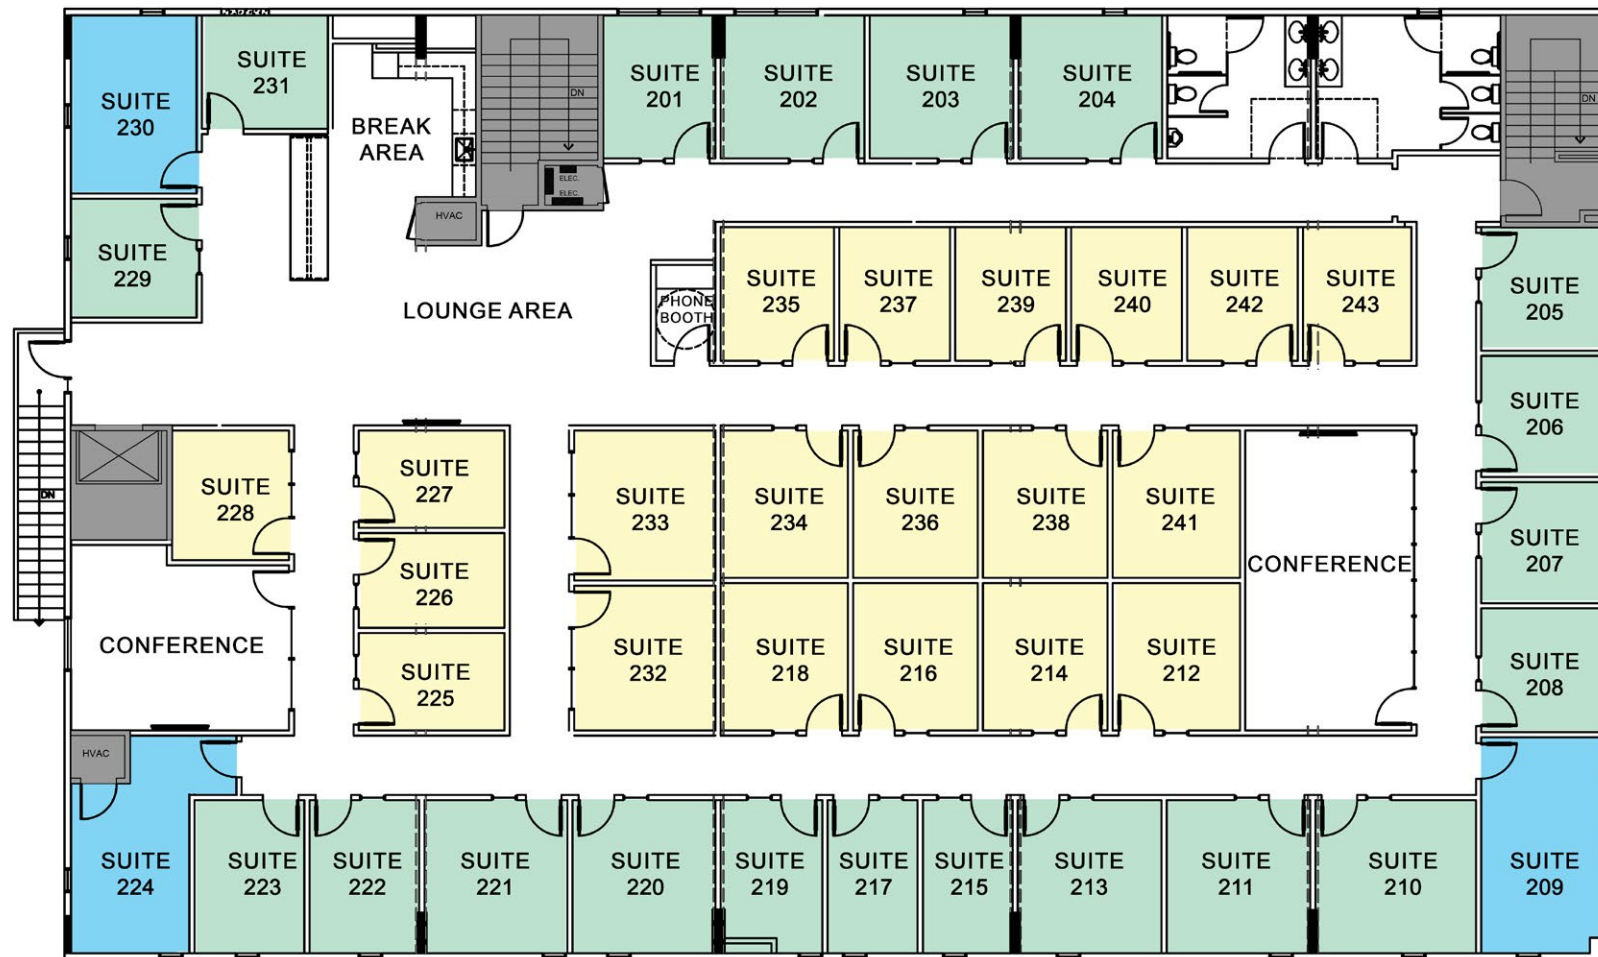 SUITE
230
SUITE
231
BREAK
AREA
DN
ELEC.
ELEC.
HVAC
SUITE
201
SUITE
202
SUITE
203
SUITE
204
DN
SUITE
229
LOUNGE AREA
PHONE
BOOTH
SUITE
235
SUITE
237
SUITE
239
SUITE
240
SUITE
242
SUITE
243
SUITE
205
SUITE
206
SUITE
207
SUITE
208
DN
SUITE
228
SUITE
227
SUITE
226
SUITE
225
SUITE
233
SUITE
234
SUITE
236
SUITE
238
SUITE
241
CONFERENCE
CONFERENCE
SUITE
232
SUITE
218
SUITE
216
SUITE
214
SUITE
212
HVAC
SUITE
224
SUITE
223
SUITE
222
SUITE
221
SUITE
220
SUITE
219
SUITE
217
SUITE
215
SUITE
213
SUITE
211
SUITE
210
SUITE
209